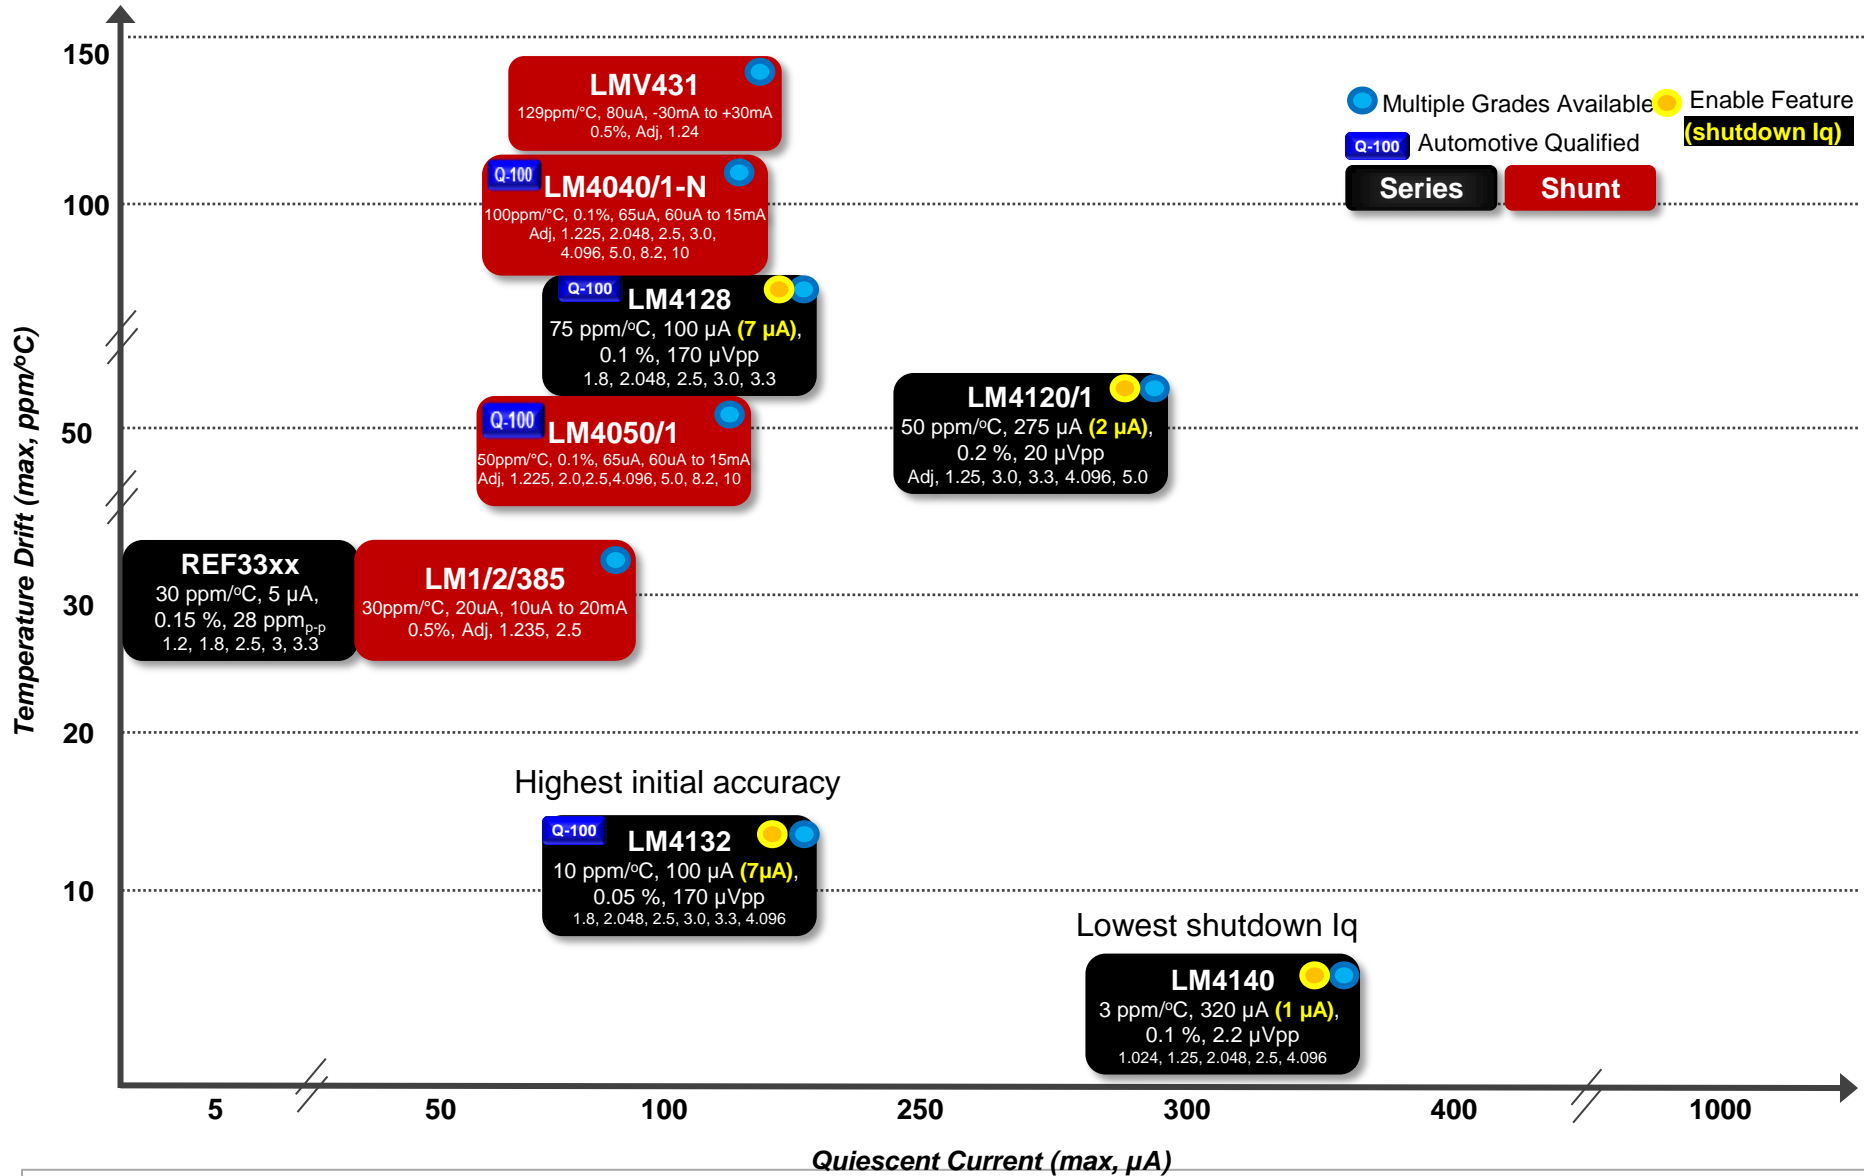 150
100
50
30
20
10
Temperature Drift (max, ppm/°C)
LMV431
129ppm/°C, 80uA, -30mA to +30mA
0.5%, Adj, 1.24
Multiple Grades Available
Enable Feature
(shutdown Iq)
Q-100 Automotive Qualified
Series
Shunt
Q-100
LM4040/1-N
100ppm/°C, 0.1%, 65uA, 60uA to 15mA
Adj, 1.225, 2.048, 2.5, 3.0,
4.096, 5.0, 8.2, 10
Q-100
LM4128
75 ppm/°C, 100 µA (7 µA),
0.1 %, 170 µVpp
1.8, 2.048, 2.5, 3.0, 3.3
Q-100
LM4050/1
50ppm/°C, 0.1%, 65uA, 60uA to 15mA
Adj, 1.225, 2.0,2.5,4.096, 5.0, 8.2, 10
LM4120/1
50 ppm/°C, 275 µA (2 µA),
0.2 %, 20 µVpp
Adj, 1.25, 3.0, 3.3, 4.096, 5.0
REF33xx
30 ppm/°C, 5 µA,
0.15 %, 28 ppmp-p
1.2, 1.8, 2.5, 3, 3.3
LM1/2/385
30ppm/°C, 20uA, 10uA to 20mA
0.5%, Adj, 1.235, 2.5
Highest initial accuracy
Q-100
LM4132
10 ppm/°C, 100 µA (7µA),
0.05 %, 170 µVpp
1.8, 2.048, 2.5, 3.0, 3.3, 4.096
Lowest shutdown Iq
LM4140
3 ppm/°C, 320 µA (1 µA),
0.1 %, 2.2 µVpp
1.024, 1.25, 2.048, 2.5, 4.096
5 50 100 250 300 400 1000
Quiescent Current (max, µA)